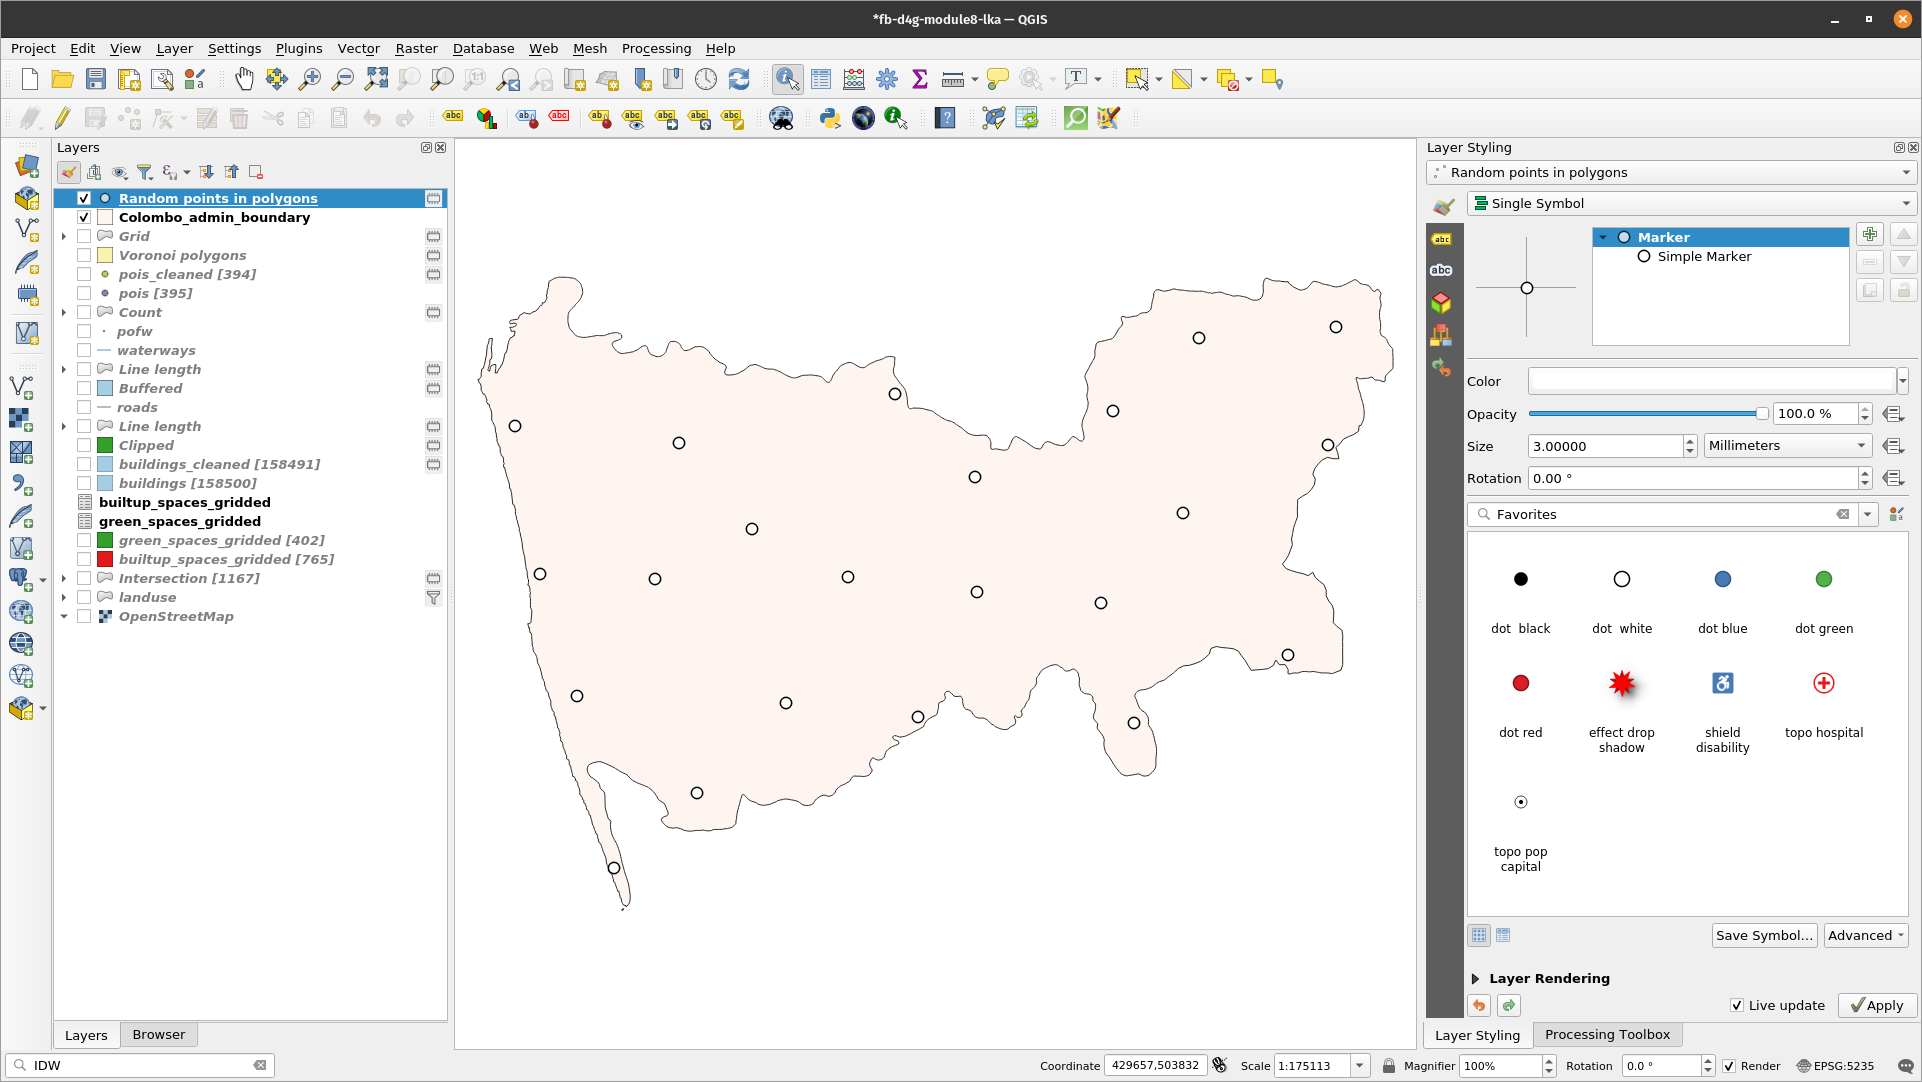 *fb-d4g-module8-lka — QGIS
Project Edit View Layer Settings Plugins Vector Raster Database Web Mesh Processing Help
Layers
Random points in polygons
Colombo_admin_boundary
Grid
Voronoi polygons
pois_cleaned [394]
pois [395]
Count
pofw
waterways
Line length
Buffered
roads
Line length
Clipped
buildings_cleaned [158491]
buildings [158500]
builtup_spaces_gridded
green_spaces_gridded
green_spaces_gridded [402]
builtup_spaces_gridded [765]
Intersection [1167]
landuse
OpenStreetMap
Layers Browser
Layer Styling
Random points in polygons
Single Symbol
Marker
Simple Marker
Color
Opacity 100.0 %
Size 3.00000 Millimeters
Rotation 0.00 °
Favorites
dot black dot white dot blue dot green
dot red effect drop shadow shield disability topo hospital
topo pop capital
Save Symbol... Advanced
Layer Rendering
Live update Apply
Layer Styling Processing Toolbox
IDW Coordinate 429657,503832 Scale 1:175113 Magnifier 100% Rotation 0.0 ° Render EPSG:5235